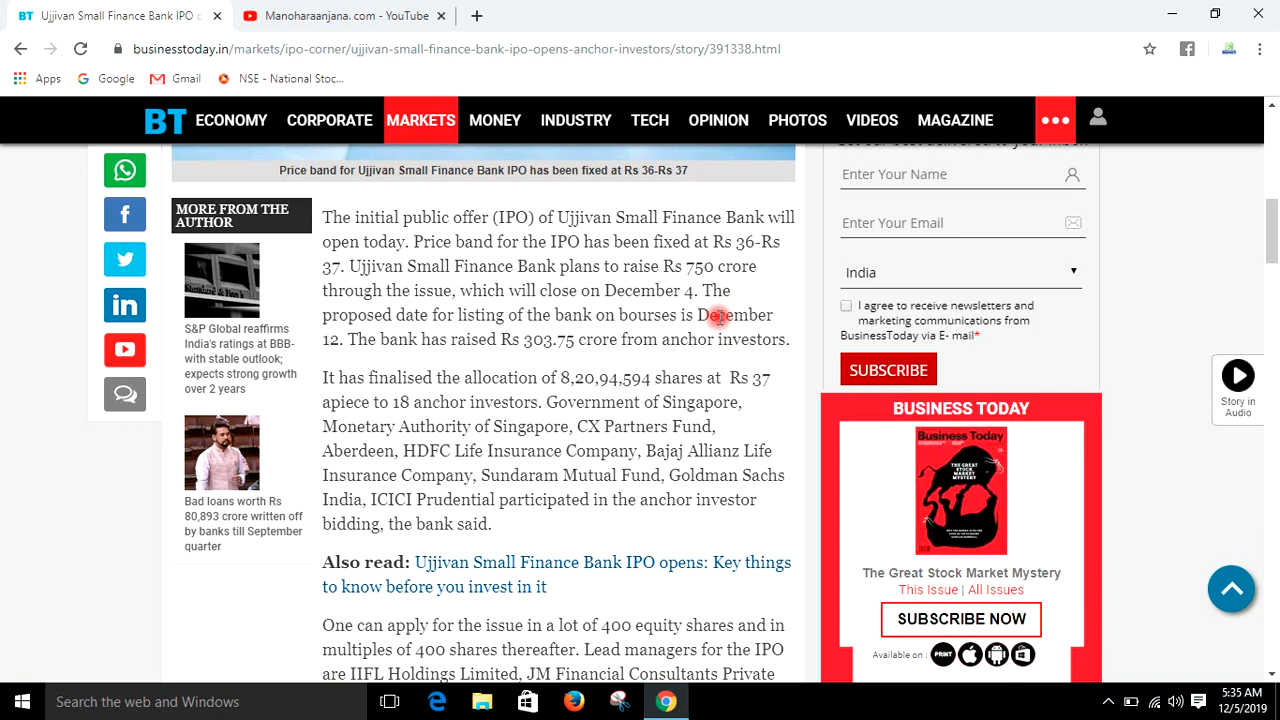 BT Ujjivan Small Finance Bank IPO c
Manoharaanjana. com - YouTube
businesstoday.in/markets/ipo-corner/ujjivan-small-finance-bank-ipo-opens-anchor-investors/story/391338.html
Apps Google Gmail NSE - National Stoc...
BT ECONOMY CORPORATE MARKETS MONEY INDUSTRY TECH OPINION PHOTOS VIDEOS MAGAZINE
Price band for Ujjivan Small Finance Bank IPO has been fixed at Rs 36-Rs 37
MORE FROM THE
AUTHOR
S&P Global reaffirms
India's ratings at BBB-
with stable outlook;
expects strong growth
over 2 years
Bad loans worth Rs
80,893 crore written off
by banks till September
quarter
The initial public offer (IPO) of Ujjivan Small Finance Bank will
open today. Price band for the IPO has been fixed at Rs 36-Rs
37. Ujjivan Small Finance Bank plans to raise Rs 750 crore
through the issue, which will close on December 4. The
proposed date for listing of the bank on bourses is December
12. The bank has raised Rs 303.75 crore from anchor investors.
It has finalised the allocation of 8,20,94,594 shares at Rs 37
apiece to 18 anchor investors. Government of Singapore,
Monetary Authority of Singapore, CX Partners Fund,
Aberdeen, HDFC Life Insurance Company, Bajaj Allianz Life
Insurance Company, Sundaram Mutual Fund, Goldman Sachs
India, ICICI Prudential participated in the anchor investor
bidding, the bank said.
Also read: Ujjivan Small Finance Bank IPO opens: Key things
to know before you invest in it
One can apply for the issue in a lot of 400 equity shares and in
multiples of 400 shares thereafter. Lead managers for the IPO
are IIFL Holdings Limited, JM Financial Consultants Private
Enter Your Name
Enter Your Email
India
I agree to receive newsletters and
marketing communications from
BusinessToday via E- mail*
SUBSCRIBE
BUSINESS TODAY
Business Today
THE GREAT
STOCK
MARKET
MYSTERY
The Great Stock Market Mystery
This Issue | All Issues
SUBSCRIBE NOW
Available on : PRINT
Story in
Audio
Search the web and Windows
5:35 AM
12/5/2019